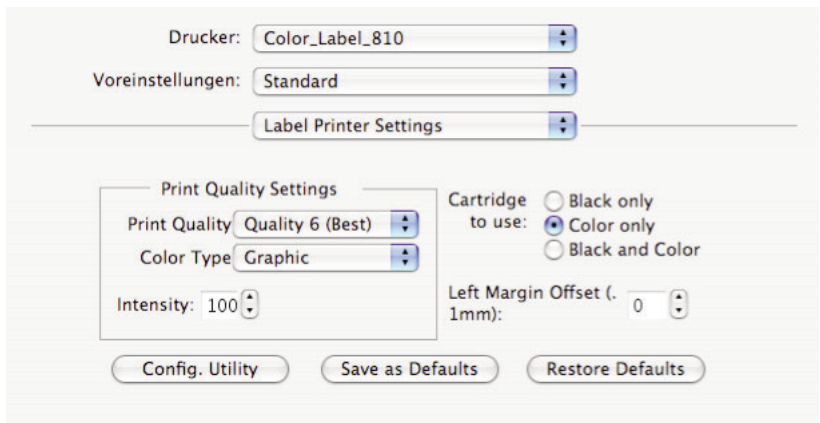 Drucker: Color_Label_810
Voreinstellungen: Standard
Label Printer Settings
Print Quality Settings
Print Quality Quality 6 (Best)
Color Type Graphic
Intensity: 100
Cartridge
to use:
Black only
Color only
Black and Color
Left Margin Offset (.
1mm): 0
Config. Utility Save as Defaults Restore Defaults